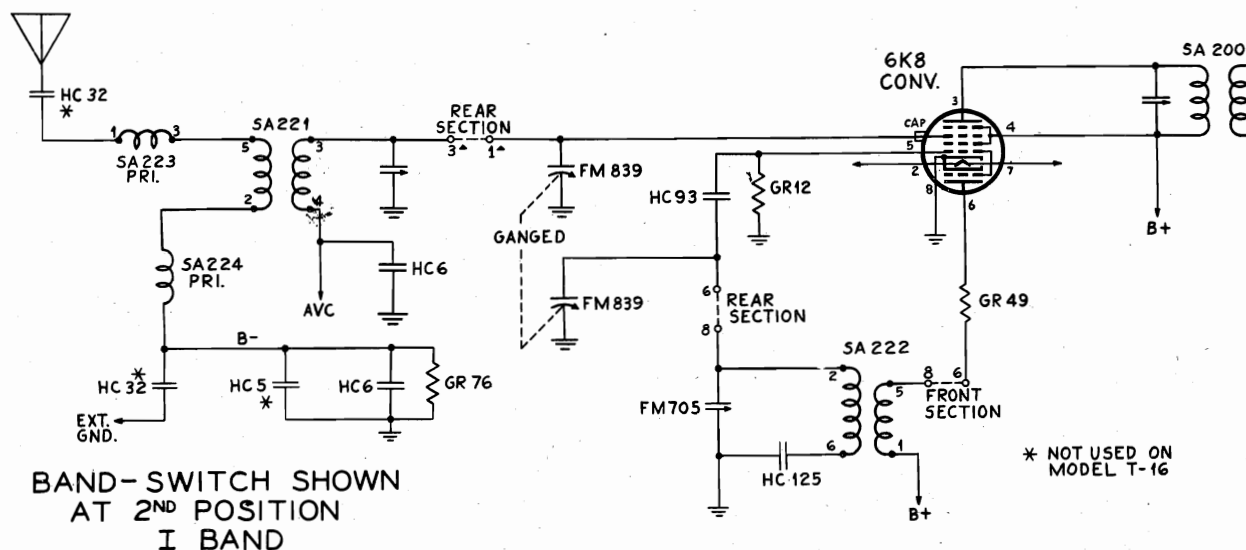 HC 32
*
1
3
SA223
PRI.
SA221
5
2
3
4
SA224
PRI.
HC6
AVC
B-
*
HC 32
HC 5
*
HC6
GR 76
EXT.
GND.
REAR
SECTION
3
1
FM 839
GANGED
FM 839
HC93
GR12
6
REAR
SECTION
8
FM705
HC 125
SA 222
2
6
5
1
B+
8
6
FRONT
SECTION
GR 49
6K8
CONV.
CAP
3
5
4
2
8
7
6
SA 200
B+
* NOT USED ON
MODEL T-16
BAND-SWITCH SHOWN
AT 2ND POSITION
I BAND